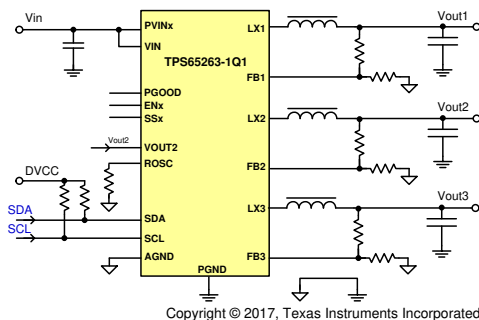 Vin
PVINx
VIN
TPS65263-1Q1
PGOOD
ENx
SSx
Vout2
VOUT2
ROSC
DVCC
SDA
SCL
SDA
SCL
AGND
PGND
LX1
Vout1
FB1
LX2
Vout2
FB2
LX3
Vout3
FB3
Copyright © 2017, Texas Instruments Incorporated